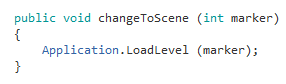 public void changeToScene (int marker)
{
    Application.LoadLevel (marker);
}